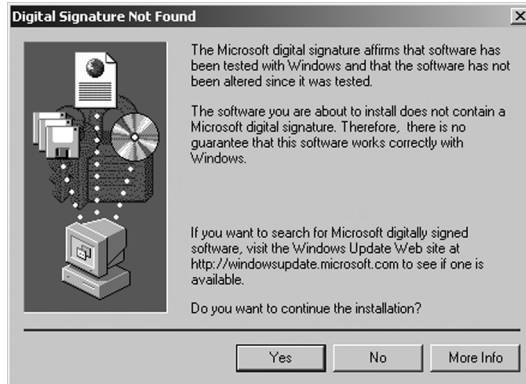 Digital Signature Not Found
The Microsoft digital signature affirms that software has
been tested with Windows and that the software has not
been altered since it was tested.
The software you are about to install does not contain a
Microsoft digital signature. Therefore, there is no
guarantee that this software works correctly with
Windows.
If you want to search for Microsoft digitally signed
software, visit the Windows Update Web site at
http://windowsupdate.microsoft.com to see if one is
available.
Do you want to continue the installation?
Yes
No
More Info